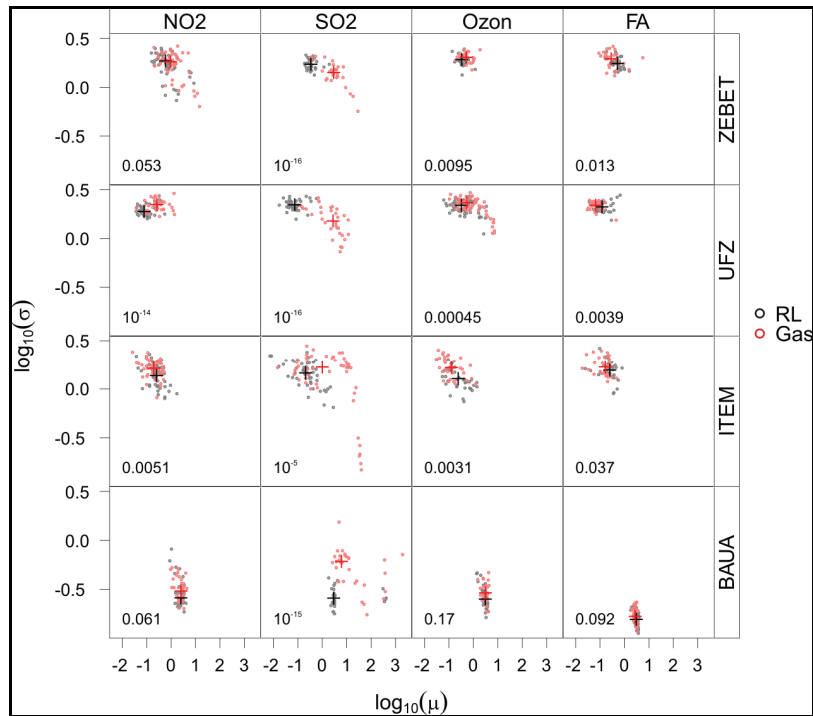 NO2 SO2 Ozon FA
0.5
0.0
-0.5
0.053 10⁻¹⁶ 0.0095 0.013
ZEBET
0.5
0.0
-0.5
10⁻¹⁴ 10⁻¹⁶ 0.00045 0.0039
UFZ
0.5
0.0
-0.5
0.0051 10⁻⁵ 0.0031 0.037
ITEM
0.5
0.0
-0.5
0.061 10⁻¹⁵ 0.17 0.092
BAUA
log₁₀(σ)
RL
Gas
-2 -1 0 1 2 3 -2 -1 0 1 2 3 -2 -1 0 1 2 3 -2 -1 0 1 2 3
log₁₀(μ)